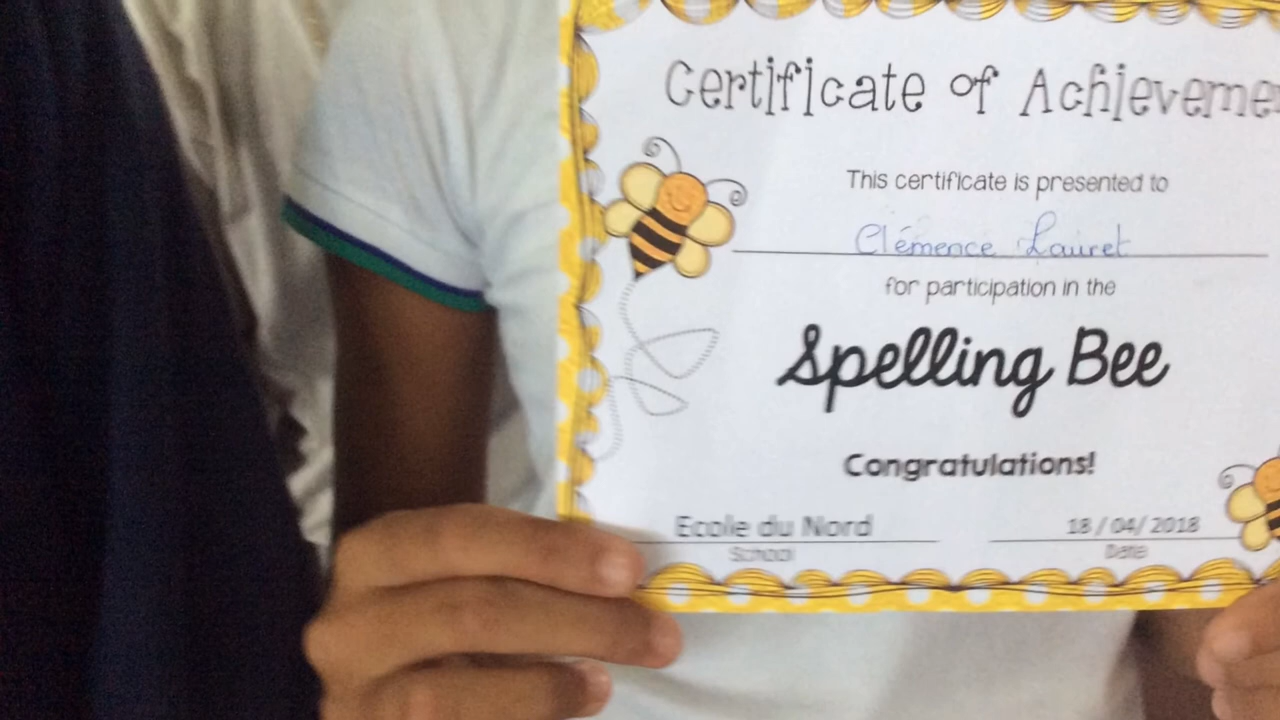 Certificate of Achieveme
This certificate is presented to
Clémence Lauret
for participation in the
Spelling Bee
Congratulations!
Ecole du Nord 18/04/2018
School Date